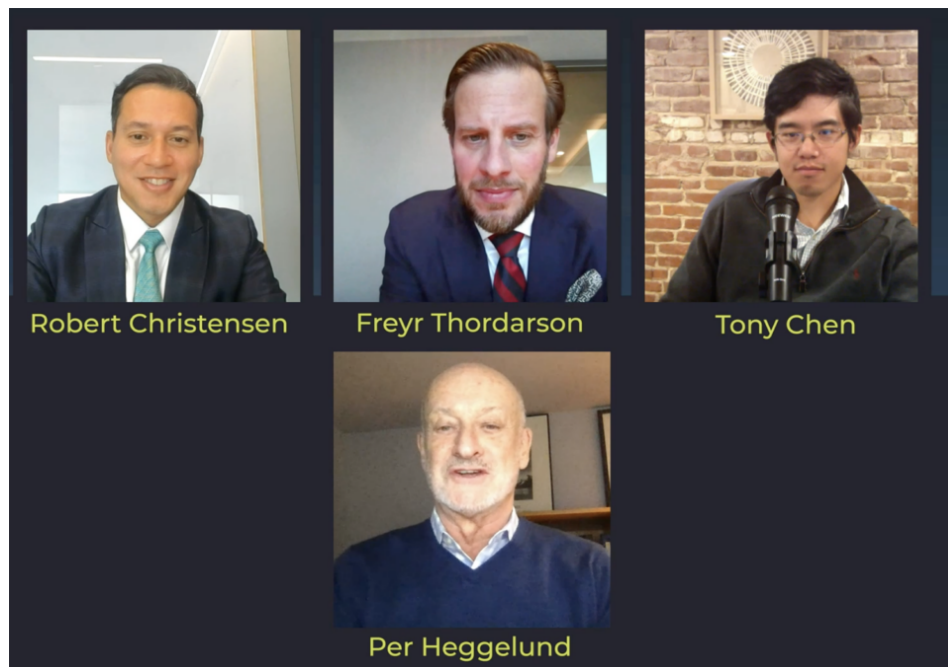 Robert Christensen
Freyr Thordarson
Tony Chen
Per Heggelund